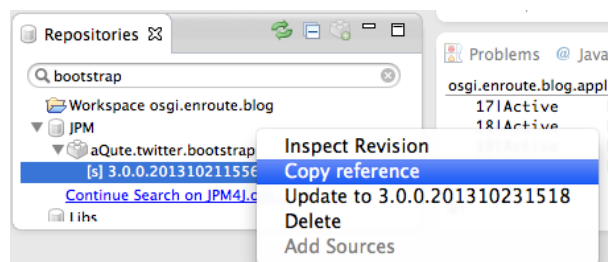 Repositories
bootstrap
Workspace osgi.enroute.blog
JPM
aQute.twitter.bootstrap
[s] 3.0.0.201310211556
Continue Search on JPM4J.
Libs
Inspect Revision
Copy reference
Update to 3.0.0.201310231518
Delete
Add Sources
Problems @ Java
osgi.enroute.blog.appl
17|Active
18|Active